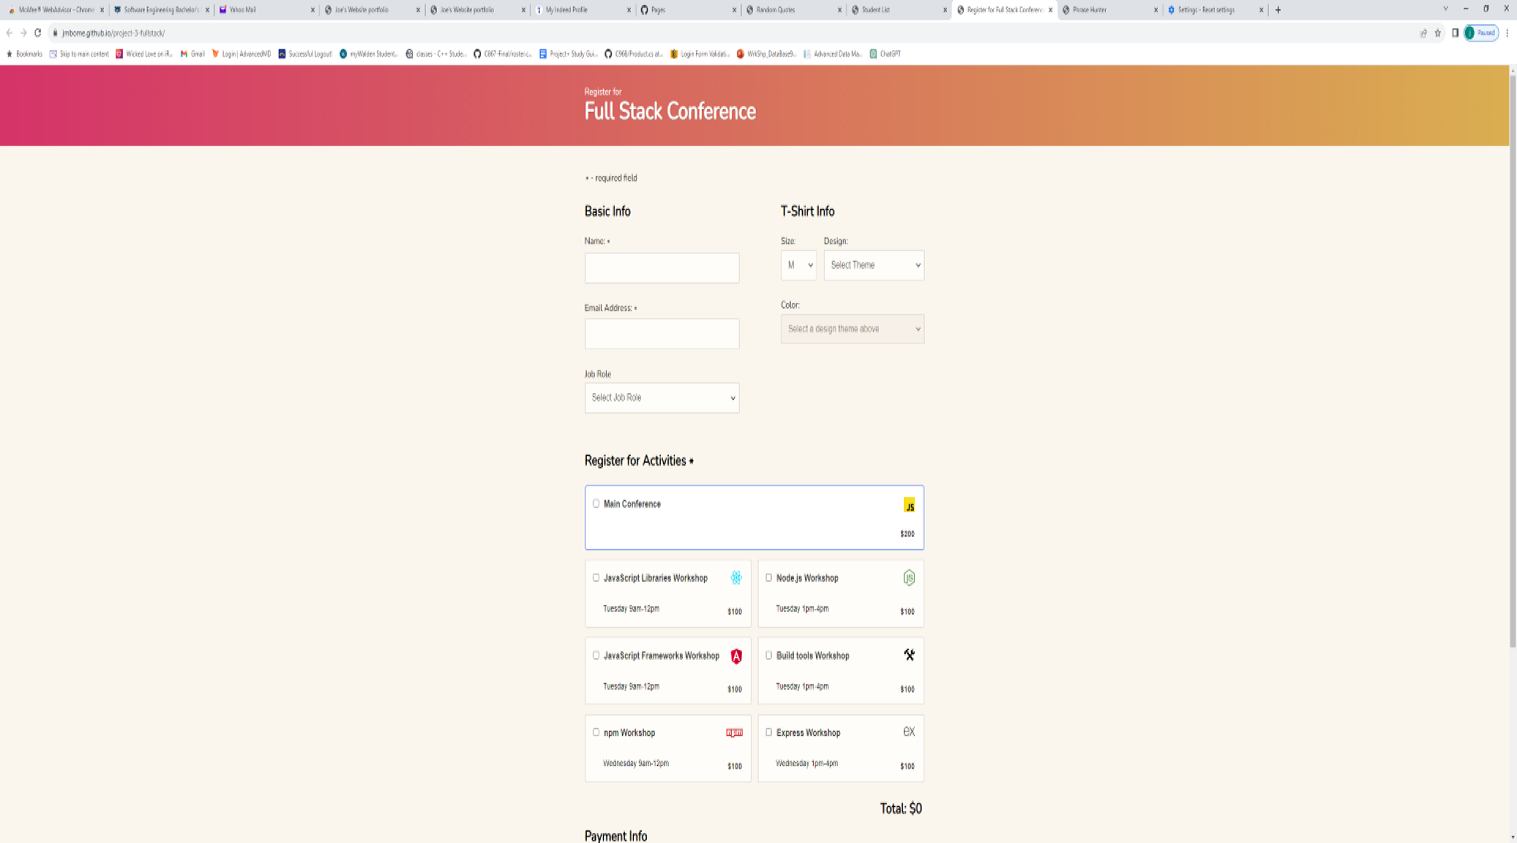 McAfee® WebAdvisor - Chrome
Software Engineering Bachelor's
Yahoo Mail
Joe's Website portfolio
Joe's Website portfolio
My Indeed Profile
Pages
Random Quotes
Student List
Register for Full Stack Conferenc
Phrase Hunter
Settings - Reset settings
jmbome.github.io/project-3-fullstack/
Paused
Bookmarks
Skip to main content
Wicked Love on iR...
Gmail
Login | AdvancedMD
Successful Logout!
myWalden Student...
classes - C++ Stude...
C867 -Final/roster.c...
Project+ Study Gui...
C968/Product.cs at...
Login Form Validati...
WrkShp_DataBaseS...
Advanced Data Ma...
ChatGPT
Register for
Full Stack Conference
* - required field
Basic Info
Name: *
Email Address: *
Job Role
Select Job Role
T-Shirt Info
Size:
Design:
M
Select Theme
Color:
Select a design theme above
Register for Activities *
Main Conference
JS
$200
JavaScript Libraries Workshop
Tuesday 9am-12pm
$100
Node.js Workshop
JS
Tuesday 1pm-4pm
$100
JavaScript Frameworks Workshop
A
Tuesday 9am-12pm
$100
Build tools Workshop
Tuesday 1pm-4pm
$100
npm Workshop
npm
Wednesday 9am-12pm
$100
Express Workshop
ex
Wednesday 1pm-4pm
$100
Total: $0
Payment Info